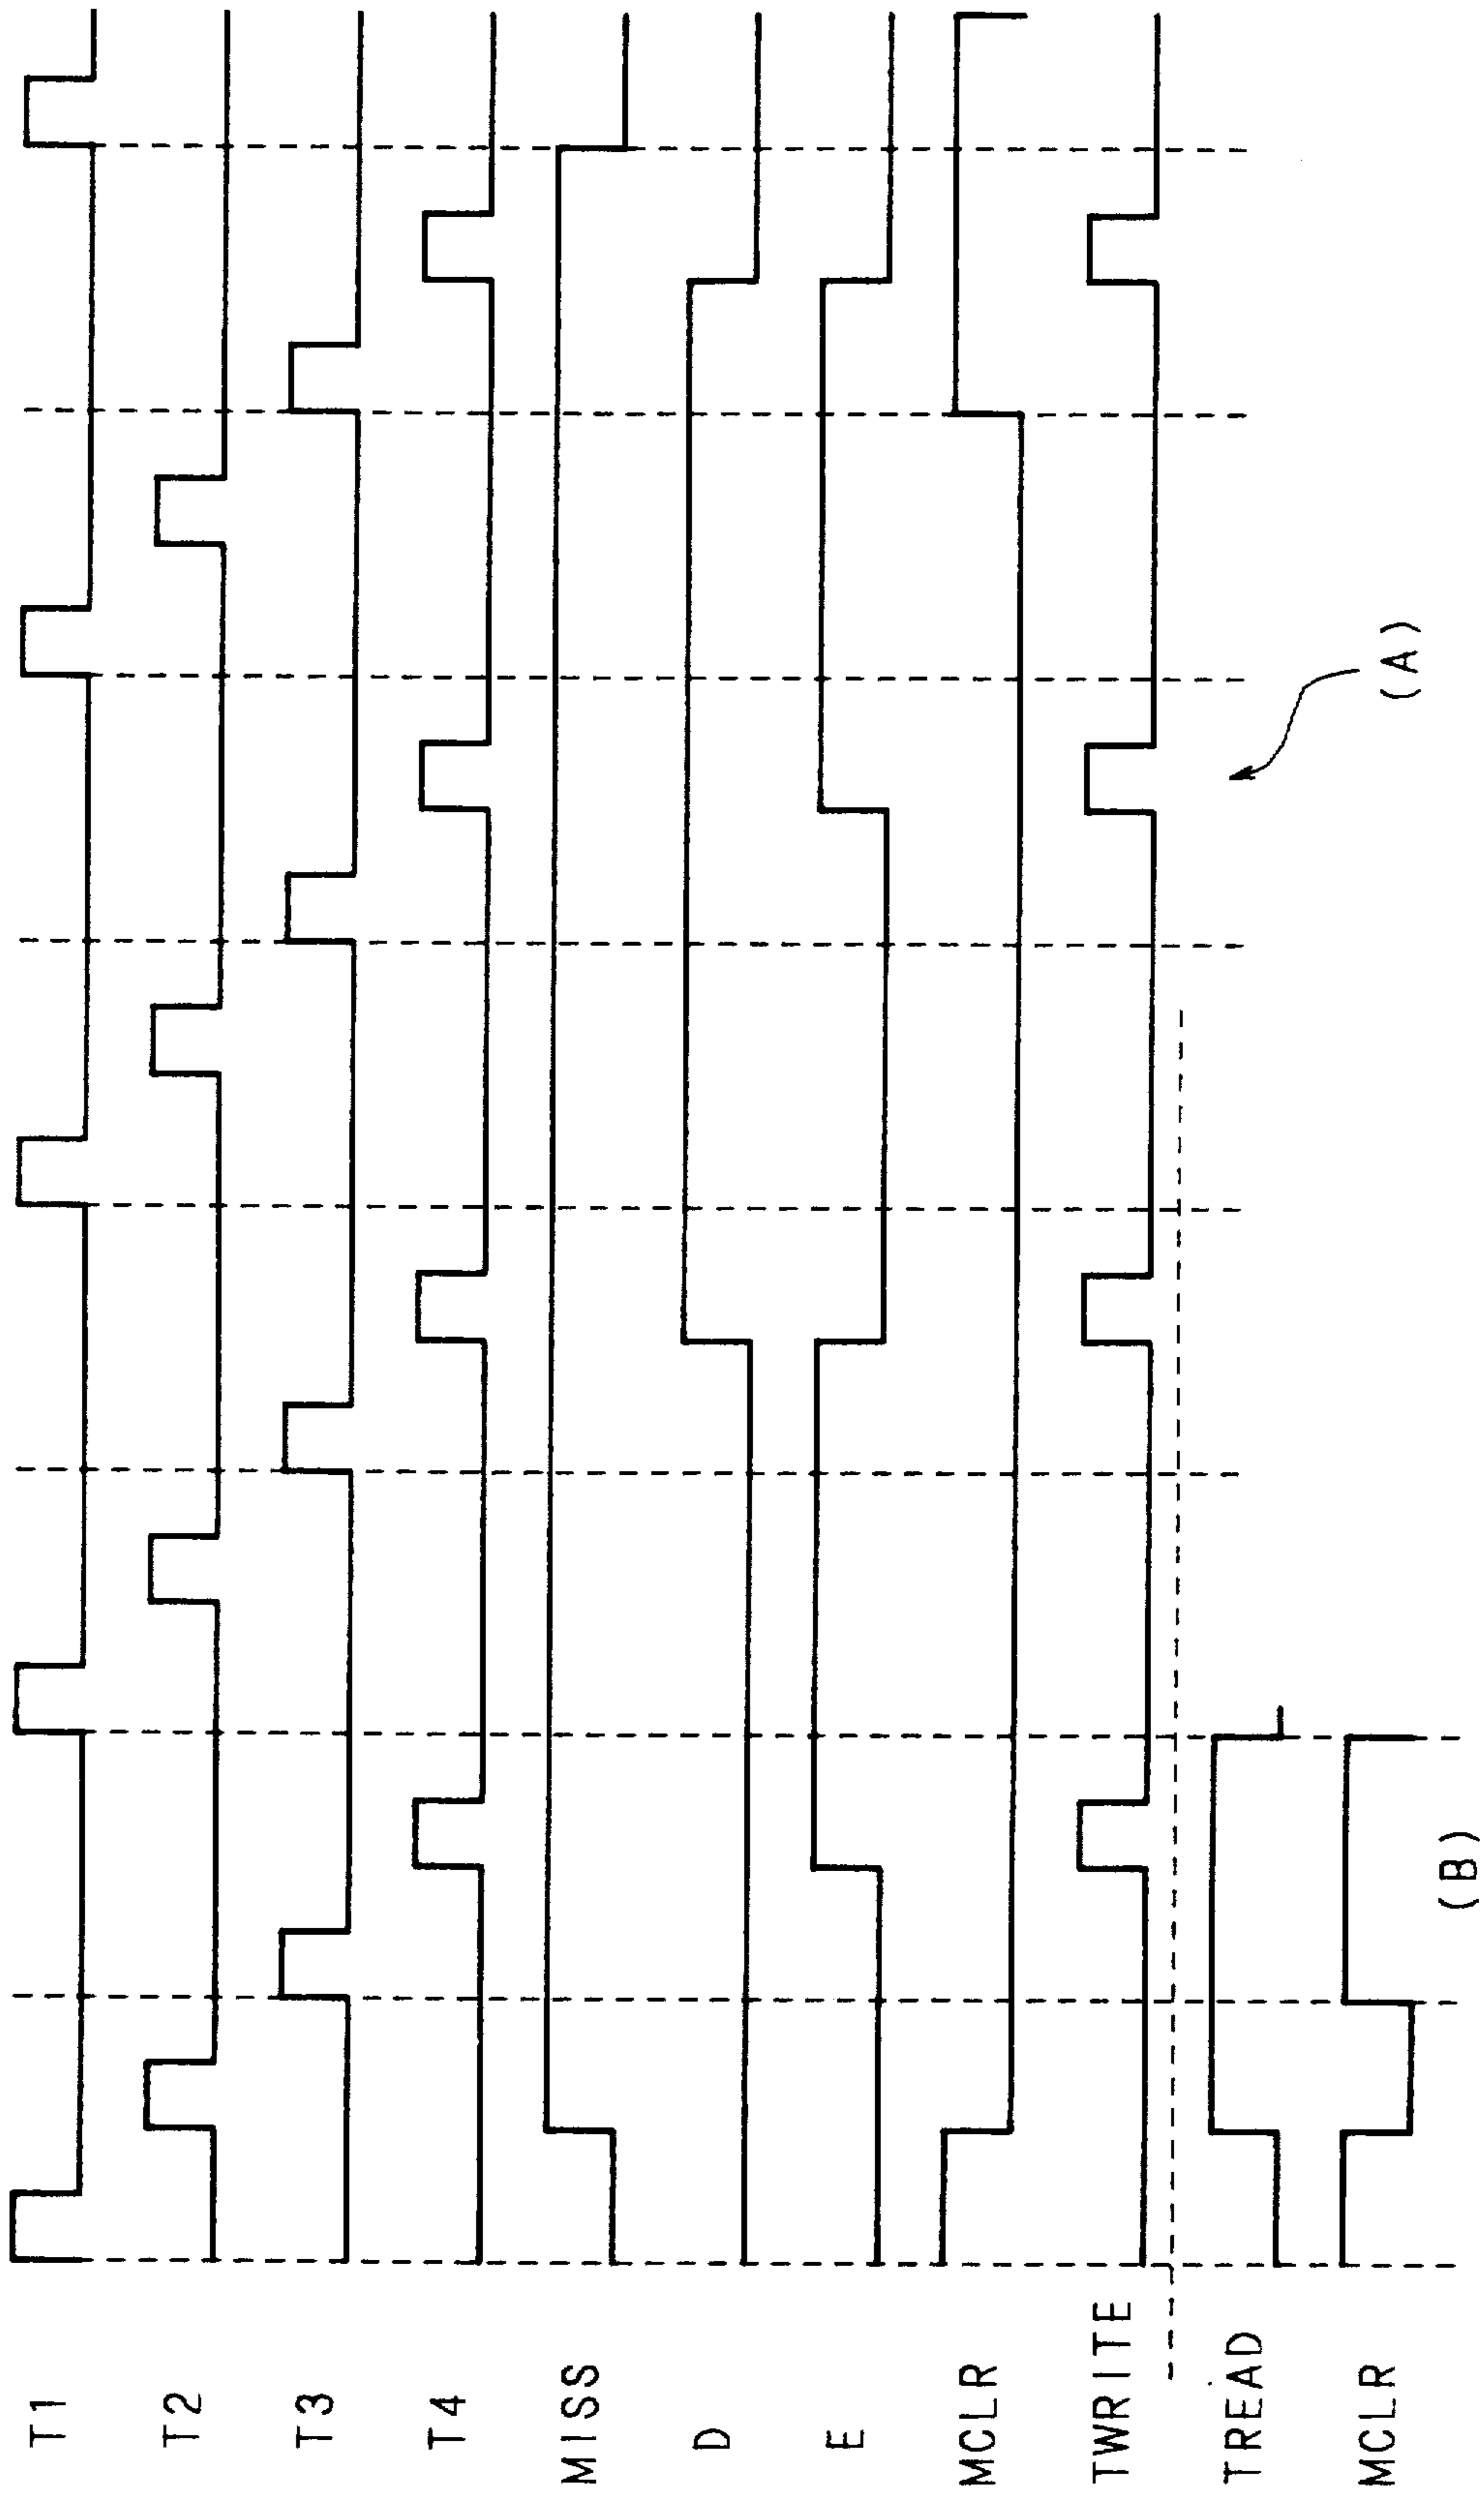 T1
T2
T3
T4
MISS
D
E
MCLR
TWRITE
(A)
TREAD
MCLR
(B)